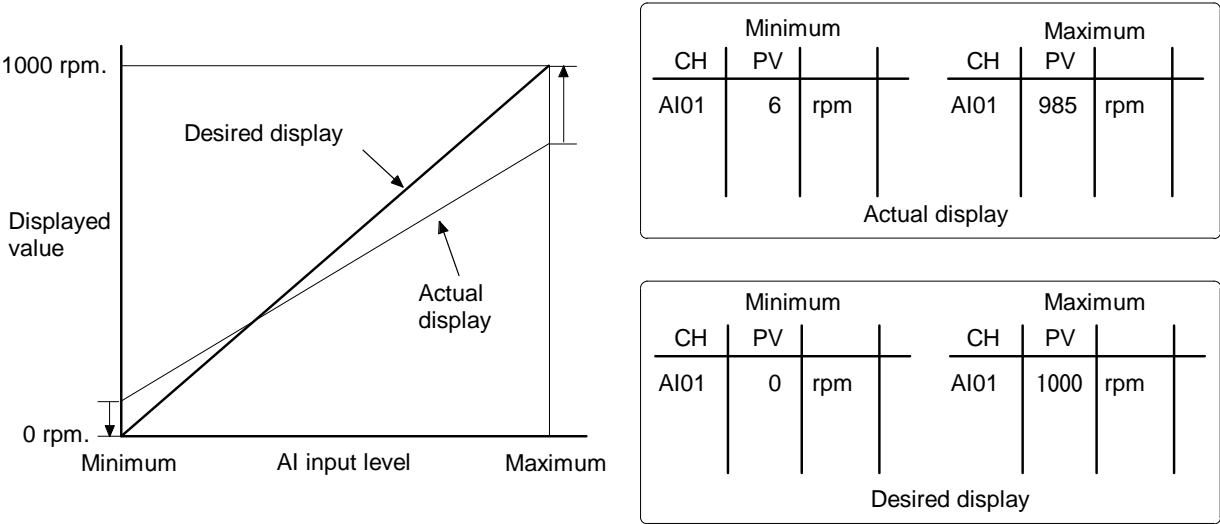 1000 rpm.
Desired display
Displayed
value
Actual
display
0 rpm.
Minimum AI input level Maximum
Minimum Maximum
CH PV CH PV
AI01 6 rpm AI01 985 rpm
Actual display
Minimum Maximum
CH PV CH PV
AI01 0 rpm AI01 1000 rpm
Desired display